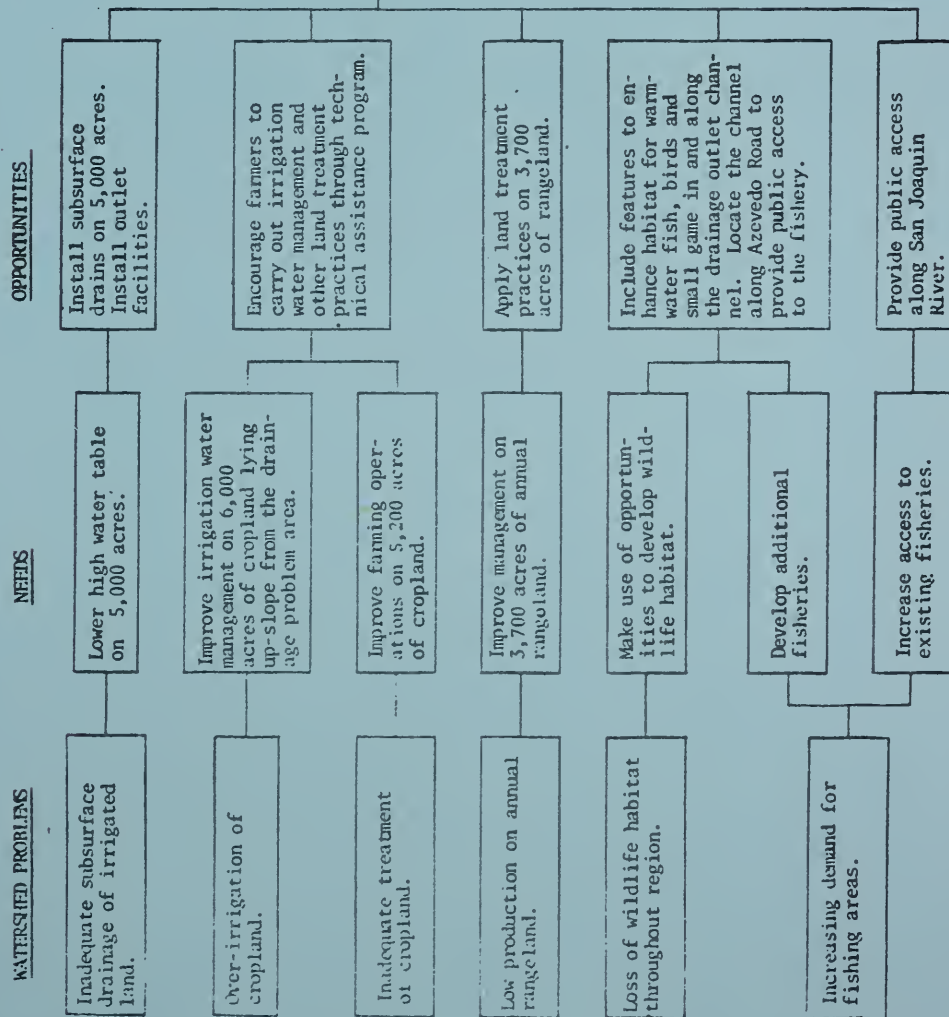 WATERSHED PROBLEMS
Inadequate subsurface
drainage of irrigated
land.
Over-irrigation of
cropland.
Inadequate treatment
of cropland.
Low production on annual
rangeland.
Loss of wildlife habitat
throughout region.
Increasing demand for
fishing areas.
NEEDS
Lower high water table
on 5,000 acres.
Improve irrigation water
management on 6,000
acres of cropland lying
up-slope from the drain-
age problem area.
Improve farming oper-
ations on 5,200 acres
of cropland.
Improve management on
3,700 acres of annual
rangeland.
Make use of opportun-
ities to develop wild-
life habitat.
Develop additional
fisheries.
Increase access to
existing fisheries.
OPPORTUNITIES
Install subsurface
drains on 5,000 acres.
Install outlet
facilities.
Encourage farmers to
carry out irrigation
water management and
other land treatment
practices through tech-
nical assistance program.
Apply land treatment
practices on 3,700
acres of rangeland.
Include features to en-
hance habitat for warm-
water fish, birds and
small game in and along
the drainage outlet chan-
nel. Locate the channel
along Azevedo Road to
provide public access
to the fishery.
Provide public access
along San Joaquin
River.